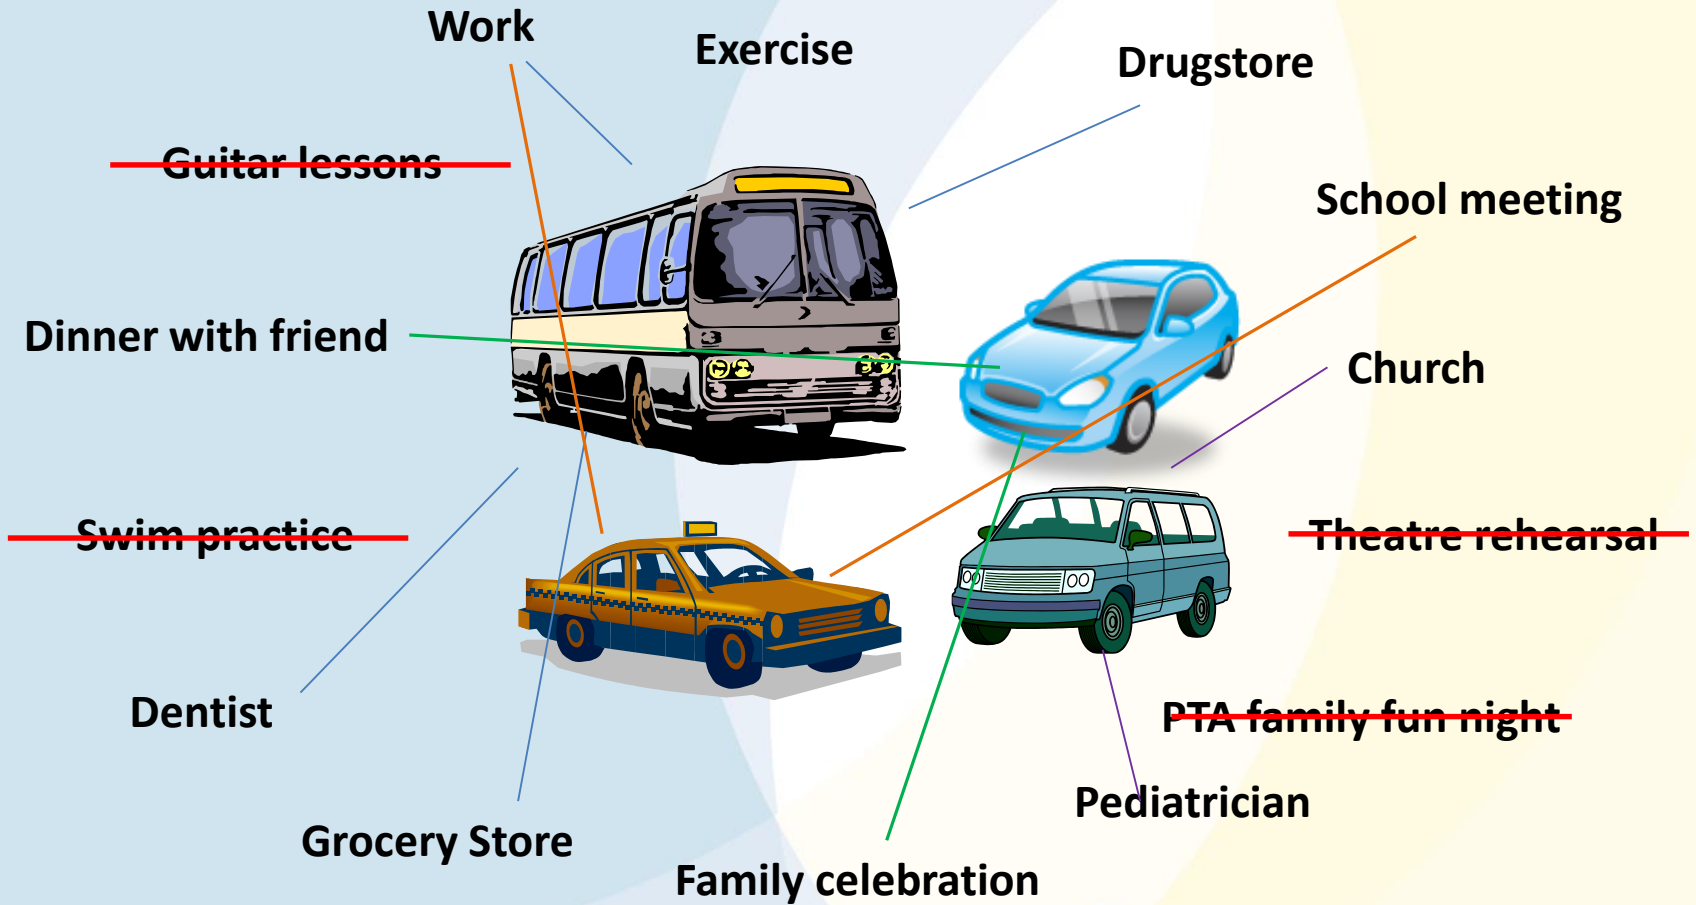 Work
Exercise
Drugstore
Guitar lessons
School meeting
Dinner with friend
Church
Swim practice
Theatre rehearsal
Dentist
PTA family fun night
Pediatrician
Grocery Store
Family celebration